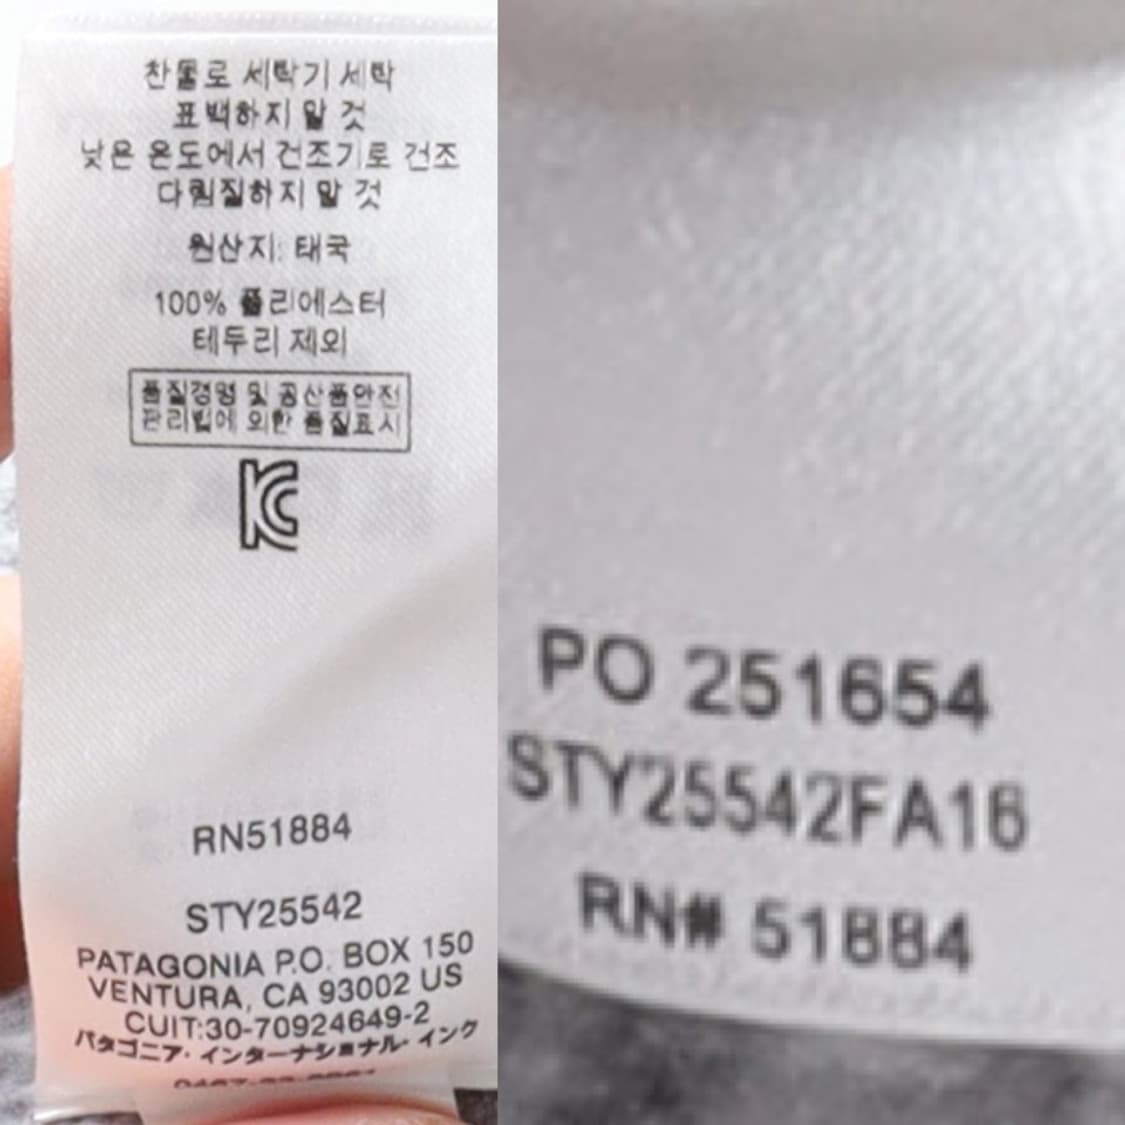 찬물로 세탁기 세탁
표백하지 말 것
낮은 온도에서 건조기로 건조
다림질하지 말 것
원산지: 태국
100% 폴리에스터
테두리 제외
품질경영 및 공산품안전
관리법에 의한 품질표시
RN51884
STY25542
PATAGONIA P.O. BOX 150
VENTURA, CA 93002 US
CUIT:30-70924649-2
パタゴニア・インターナショナル・インク
PO 251654
STY25542FA16
RN# 51884